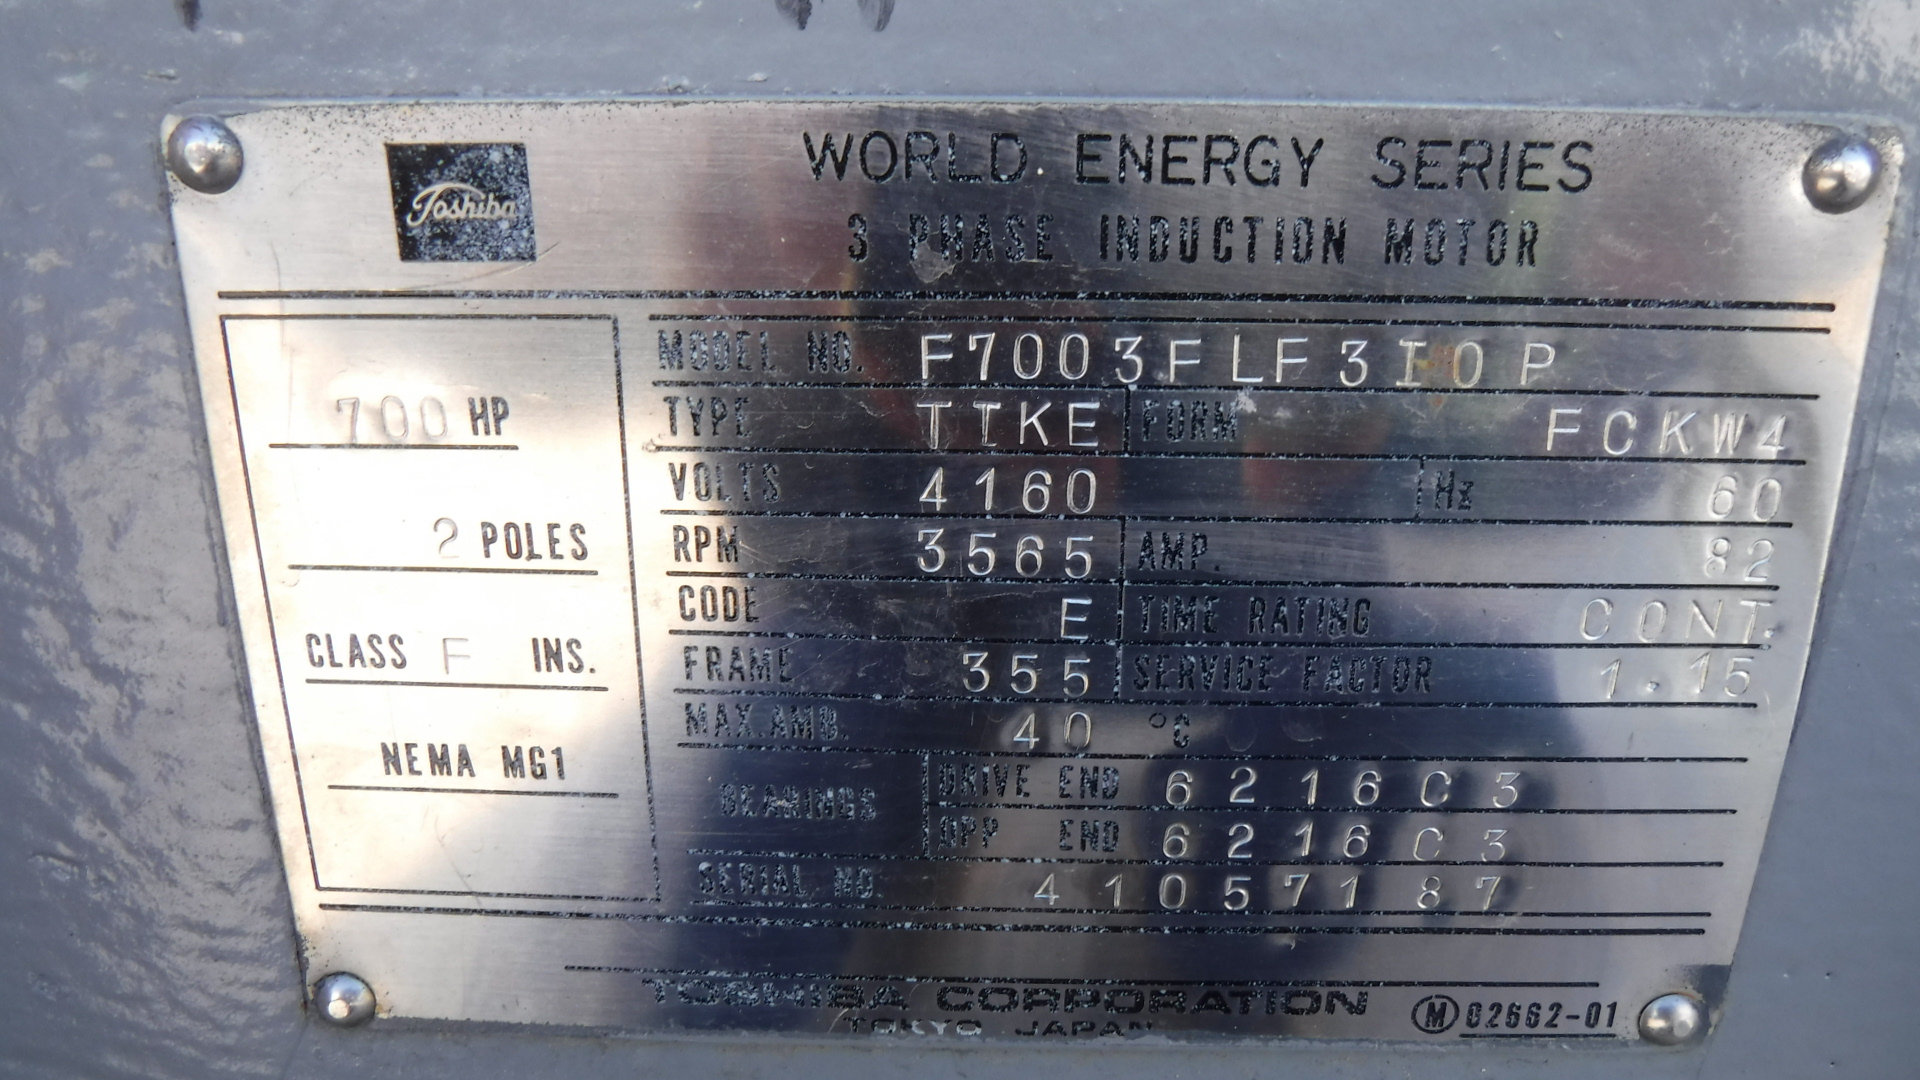 Toshiba
WORLD ENERGY SERIES
3 PHASE INDUCTION MOTOR
700 HP
2 POLES
CLASS F INS.
NEMA MG1
MODEL NO. F7003FLF3IOP
TYPE TIKE FORM FCKW4
VOLTS 4160 Hz 60
RPM 3565 AMP. 82
CODE E TIME RATING CONT.
FRAME 355 SERVICE FACTOR 1.15
MAX.AMB. 40 °C
BEARINGS DRIVE END 6216C3
OPP END 6216C3
SERIAL NO. 41057187
TOSHIBA CORPORATION
TOKYO JAPAN
Ⓜ 02662-01